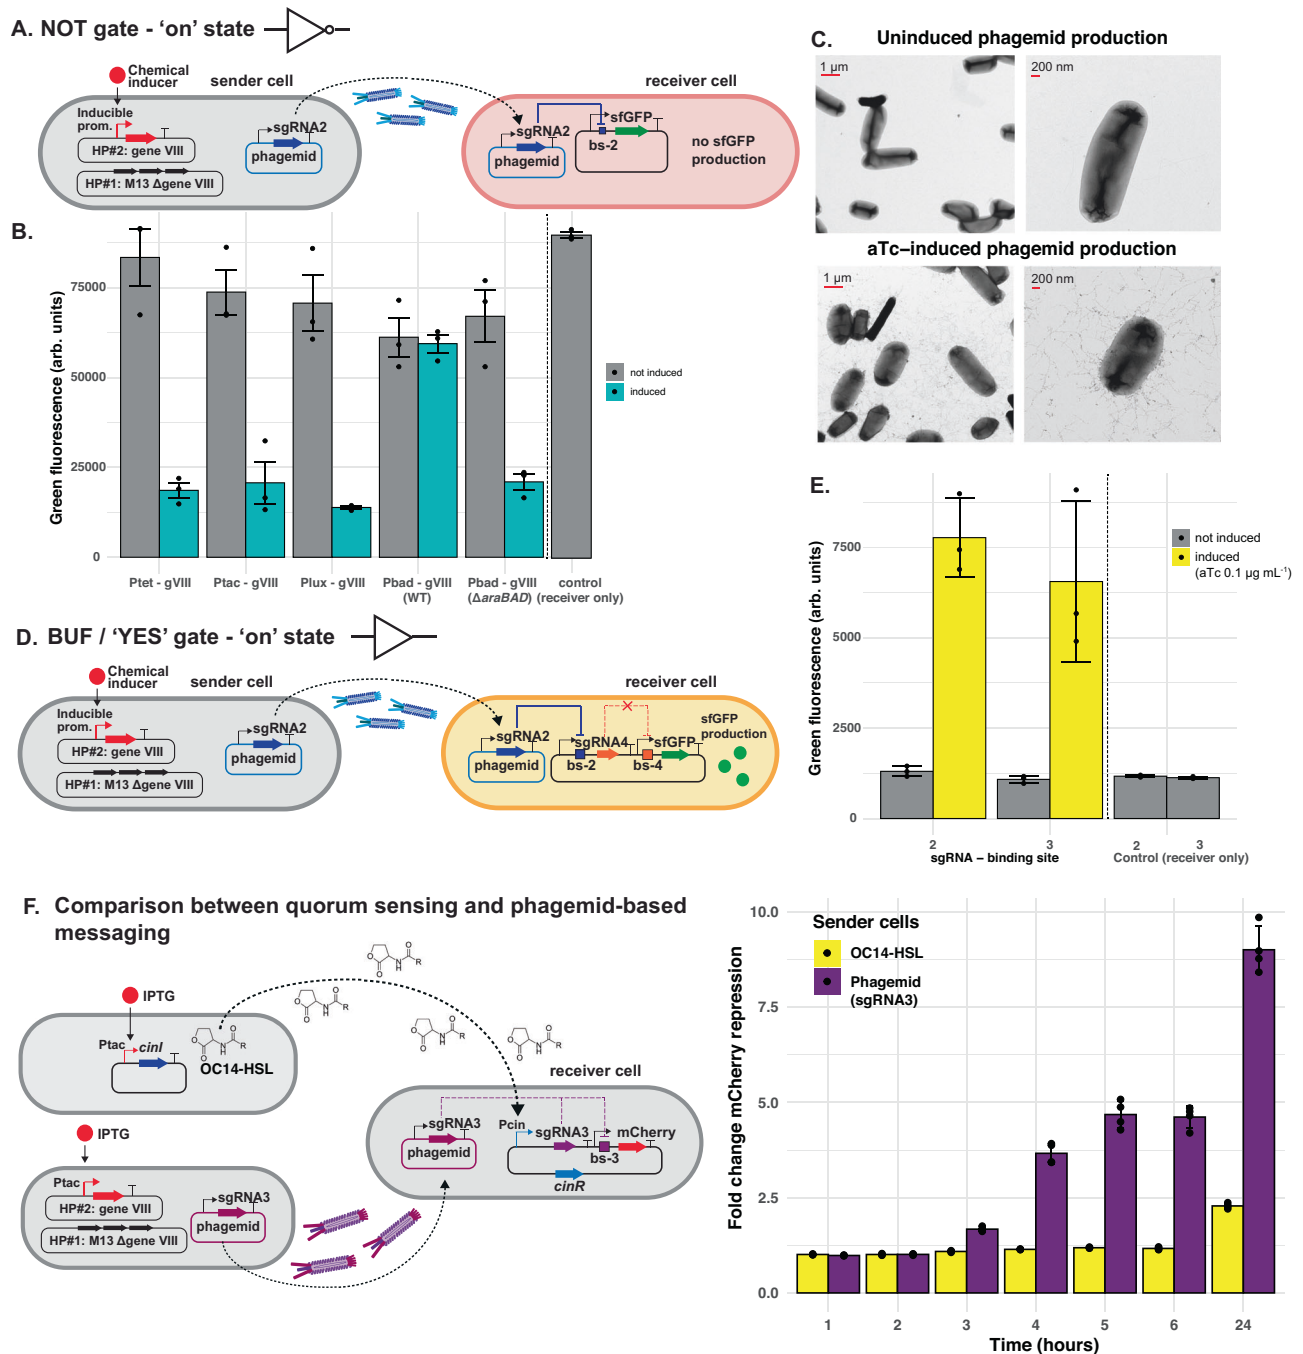 A. NOT gate - ‘on’ state
Chemical
inducer
sender cell
receiver cell
Inducible
prom.
HP#2: gene VIII
HP#1: M13 Δgene VIII
sgRNA2
phagemid
sgRNA2
phagemid
sfGFP
bs-2
no sfGFP
production
B.
Green fluorescence (arb. units)
75000
50000
25000
0
Ptet - gVIII
Ptac - gVIII
Plux - gVIII
Pbad - gVIII
(WT)
Pbad - gVIII
(ΔaraBAD)
control
(receiver only)
not induced
induced
C.
Uninduced phagemid production
1 µm
200 nm
aTc–induced phagemid production
1 µm
200 nm
D. BUF / ‘YES’ gate - ‘on’ state
Chemical
inducer
sender cell
receiver cell
Inducible
prom.
HP#2: gene VIII
HP#1: M13 Δgene VIII
sgRNA2
phagemid
sgRNA2
phagemid
sgRNA4
sfGFP
bs-2
bs-4
sfGFP
production
E.
Green fluorescence (arb. units)
7500
5000
2500
0
2
3
2
3
sgRNA – binding site
Control (receiver only)
not induced
induced
(aTc 0.1 µg mL⁻¹)
F. Comparison between quorum sensing and phagemid-based
messaging
IPTG
Ptac
cinI
O
O
N
H
O
R
OC14-HSL
O
O
N
H
O
R
O
O
N
H
O
R
O
O
N
H
O
R
O
O
N
H
O
R
receiver cell
sgRNA3
phagemid
Pcin
sgRNA3
mCherry
bs-3
cinR
IPTG
Ptac
HP#2: gene VIII
HP#1: M13 Δgene VIII
sgRNA3
phagemid
Fold change mCherry repression
10.0
7.5
5.0
2.5
0.0
Sender cells
OC14-HSL
Phagemid
(sgRNA3)
1
2
3
4
5
6
24
Time (hours)